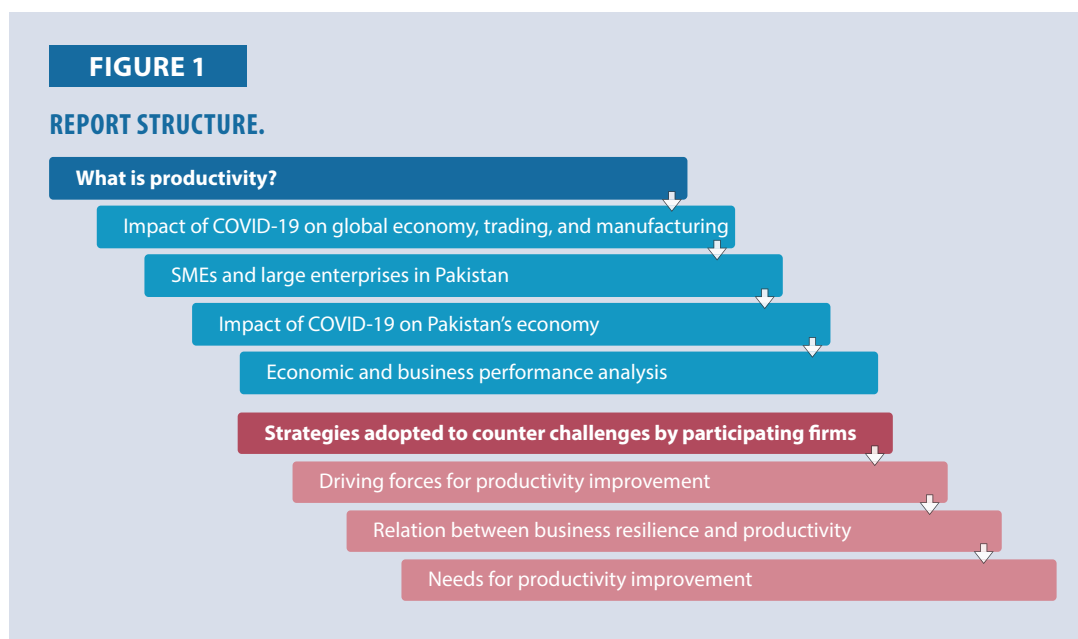 FIGURE 1
REPORT STRUCTURE.
What is productivity?
Impact of COVID-19 on global economy, trading, and manufacturing
SMEs and large enterprises in Pakistan
Impact of COVID-19 on Pakistan’s economy
Economic and business performance analysis
Strategies adopted to counter challenges by participating firms
Driving forces for productivity improvement
Relation between business resilience and productivity
Needs for productivity improvement